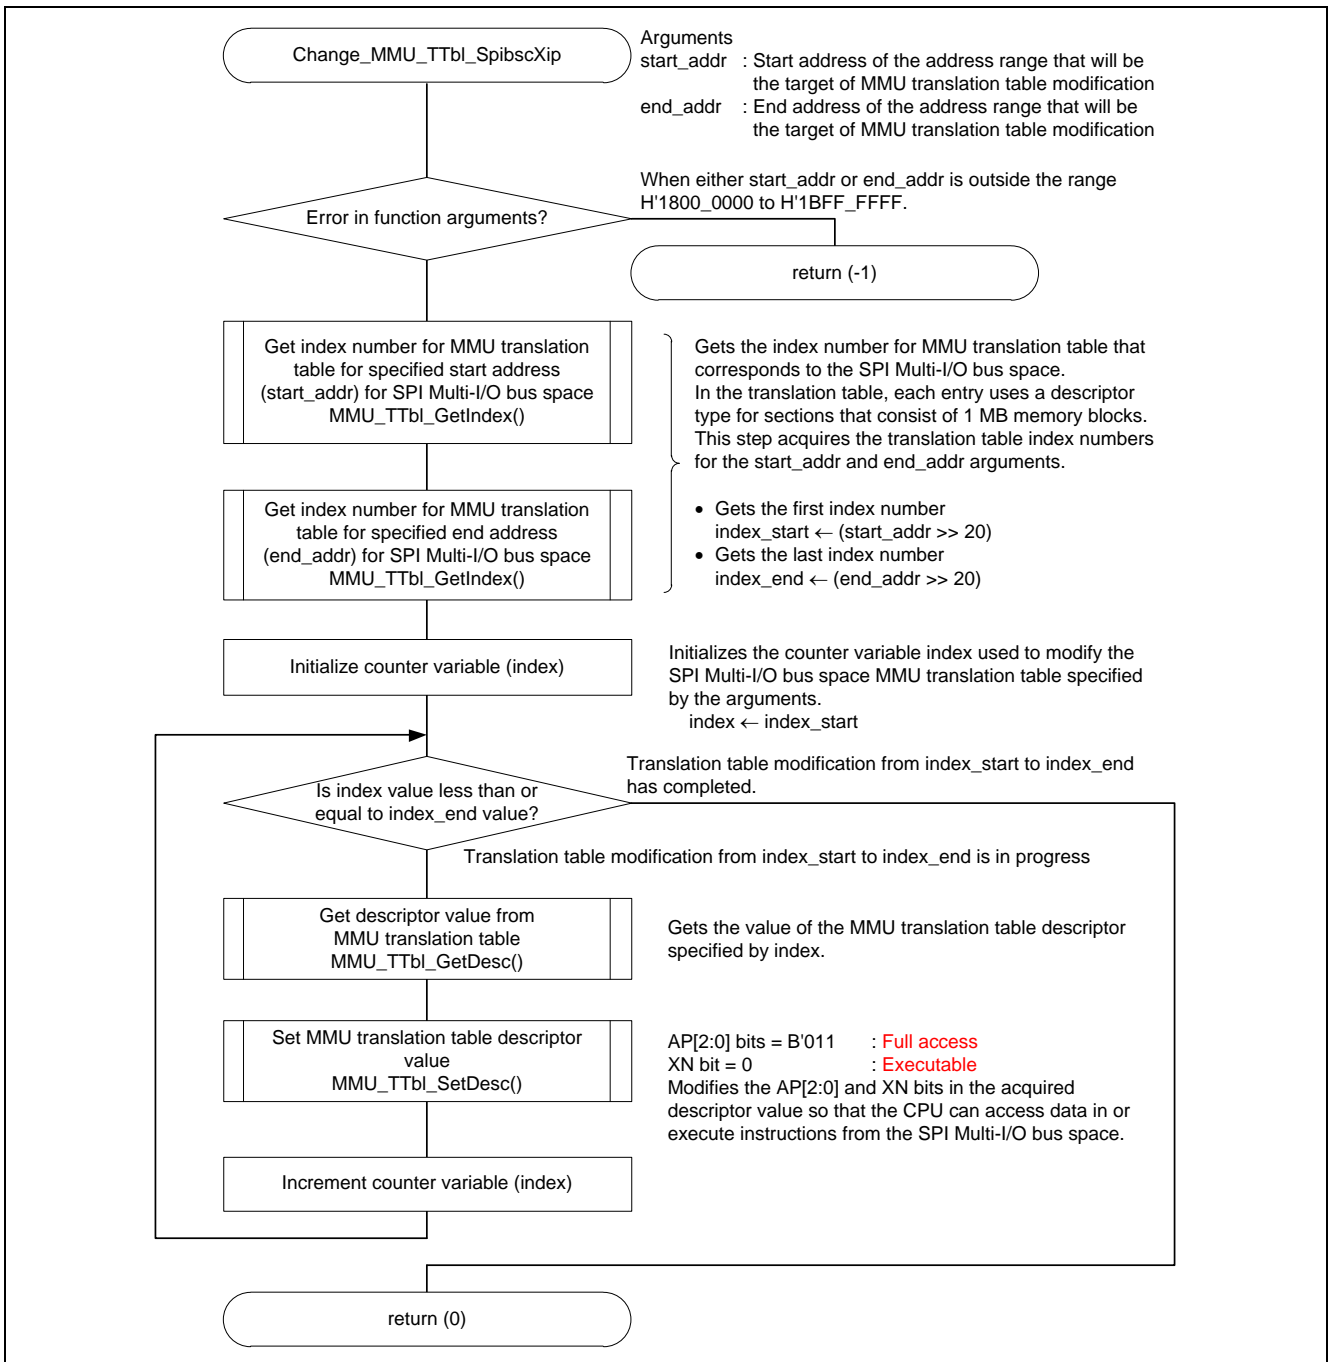 Change_MMU_TTbl_SpibscXip
Arguments
start_addr : Start address of the address range that will be
the target of MMU translation table modification
end_addr : End address of the address range that will be
the target of MMU translation table modification
When either start_addr or end_addr is outside the range
H'1800_0000 to H'1BFF_FFFF.
Error in function arguments?
return (-1)
Get index number for MMU translation
table for specified start address
(start_addr) for SPI Multi-I/O bus space
MMU_TTbl_GetIndex()
Get index number for MMU translation
table for specified end address
(end_addr) for SPI Multi-I/O bus space
MMU_TTbl_GetIndex()
Gets the index number for MMU translation table that
corresponds to the SPI Multi-I/O bus space.
In the translation table, each entry uses a descriptor
type for sections that consist of 1 MB memory blocks.
This step acquires the translation table index numbers
for the start_addr and end_addr arguments.
• Gets the first index number
index_start ← (start_addr >> 20)
• Gets the last index number
index_end ← (end_addr >> 20)
Initialize counter variable (index)
Initializes the counter variable index used to modify the
SPI Multi-I/O bus space MMU translation table specified
by the arguments.
index ← index_start
Translation table modification from index_start to index_end
has completed.
Is index value less than or
equal to index_end value?
Translation table modification from index_start to index_end is in progress
Get descriptor value from
MMU translation table
MMU_TTbl_GetDesc()
Gets the value of the MMU translation table descriptor
specified by index.
Set MMU translation table descriptor
value
MMU_TTbl_SetDesc()
AP[2:0] bits = B'011 : Full access
XN bit = 0 : Executable
Modifies the AP[2:0] and XN bits in the acquired
descriptor value so that the CPU can access data in or
execute instructions from the SPI Multi-I/O bus space.
Increment counter variable (index)
return (0)